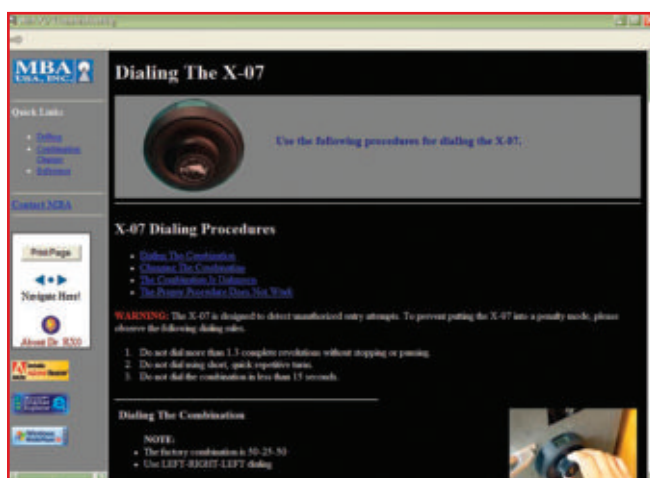 MBA
USA, INC.
Dialing The X-07
Use the following procedures for dialing the X-07.
Quick Links
Drilling
Combination
Change
Reference
Contact MBA
X-07 Dialing Procedures
Dialing The Combination
Changing The Combination
The Combination Is Unknown
The Proper Procedure Does Not Work
Print Page
Navigate Here!
About Dr. RX0
WARNING: The X-07 is designed to detect unauthorized entry attempts. To prevent putting the X-07 into a penalty mode, please
observe the following dialing rules.
1. Do not dial more than 1.3 complete revolutions without stopping or pausing.
2. Do not dial using short, quick repetitive turns.
3. Do not dial the combination in less than 15 seconds.
Dialing The Combination
NOTE:
The factory combination is 50-25-50
Use LEFT-RIGHT-LEFT dialing